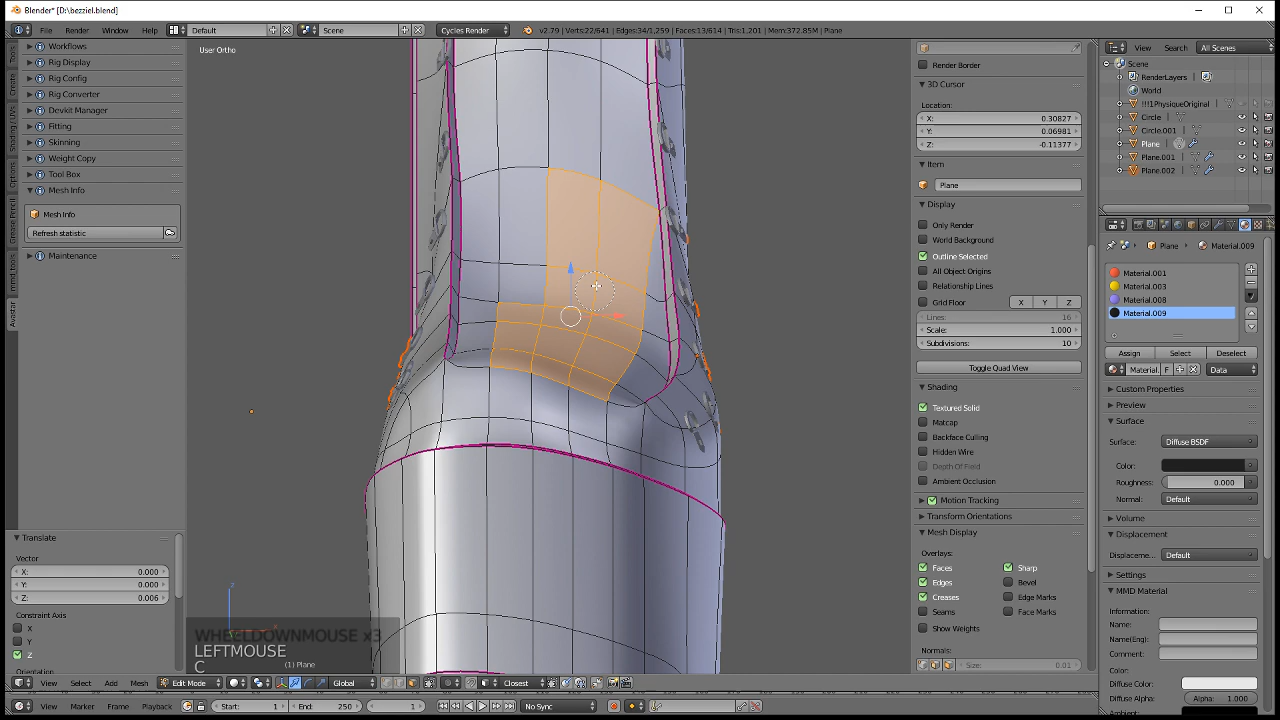 Blender* [D:\bezziel.blend]
File Render Window Help Default Scene Cycles Render v2.79 | Verts:22/641 | Edges:34/1,259 | Faces:13/614 | Tris:1,201 | Mem:372.85M | Plane
Workflows
Rig Display
Rig Config
Rig Converter
Devkit Manager
Fitting
Skinning
Weight Copy
Tool Box
Mesh Info
Mesh Info
Refresh statistic
Maintenance
Tools
Create
Shading / UVs
Options
Grease Pencil
mmd_tools
Avastar
Translate
Vector
X: 0.000
Y: 0.000
Z: 0.006
Constraint Axis
X
Y
Z
Orientation
User Ortho
WHEELDOWNMOUSE x3
LEFTMOUSE
C
(1) Plane
z
Render Border
3D Cursor
Location:
X: 0.30827
Y: 0.06981
Z: -0.11377
Item
Plane
Display
Only Render
World Background
Outline Selected
All Object Origins
Relationship Lines
Grid Floor X Y Z
Lines: 16
Scale: 1.000
Subdivisions: 10
Toggle Quad View
Shading
Textured Solid
Matcap
Backface Culling
Hidden Wire
Depth Of Field
Ambient Occlusion
Motion Tracking
Transform Orientations
Mesh Display
Overlays:
Faces Sharp
Edges Bevel
Creases Edge Marks
Seams Face Marks
Show Weights
Normals:
Size: 0.01
View Search All Scenes
Scene
RenderLayers
World
!!!1PhysiqueOriginal
Circle
Circle.001
Plane
Plane.001
Plane.002
Plane Material.009
Material.001
Material.003
Material.008
Material.009
Assign Select Deselect
Material. F Data
Custom Properties
Preview
Surface
Surface: Diffuse BSDF
Color:
Roughness: 0.000
Normal: Default
Volume
Displacement
Displaceme... Default
Settings
MMD Material
Information:
Name:
Name(Eng):
Comment:
Color:
Diffuse Color:
Diffuse Alpha: 1.000
View Select Add Mesh Edit Mode Global Closest
View Marker Frame Playback Start: 1 End: 250 1 No Sync